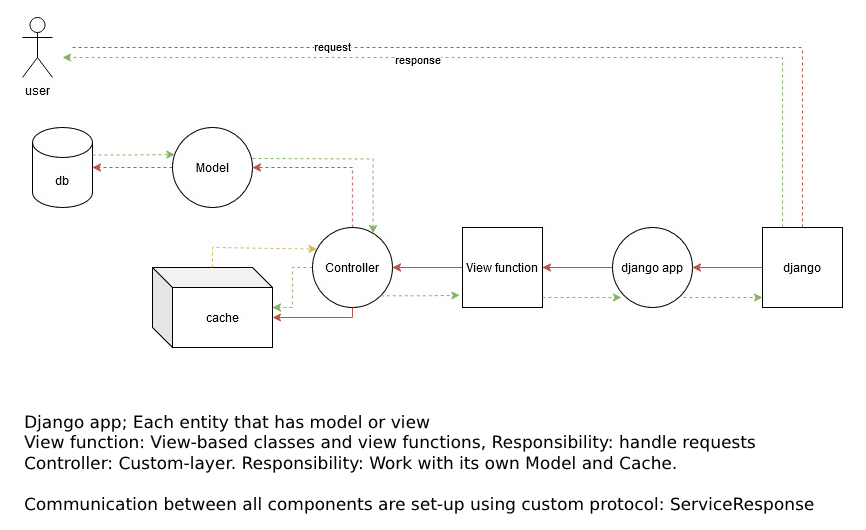 request
response
user
db
Model
Controller
View function
django app
django
cache
Django app; Each entity that has model or view
View function: View-based classes and view functions, Responsibility: handle requests
Controller: Custom-layer. Responsibility: Work with its own Model and Cache.
Communication between all components are set-up using custom protocol: ServiceResponse